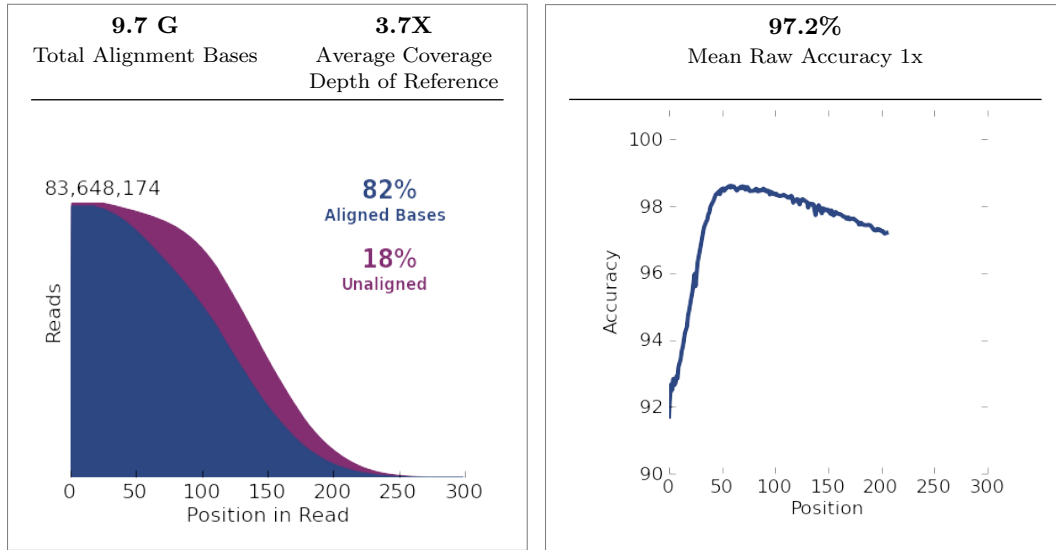 9.7 G
Total Alignment Bases
3.7X
Average Coverage
Depth of Reference
83,648,174
82%
Aligned Bases
18%
Unaligned
Reads
0 50 100 150 200 250 300
Position in Read
97.2%
Mean Raw Accuracy 1x
100
98
96
94
92
90
Accuracy
0 50 100 150 200 250 300
Position